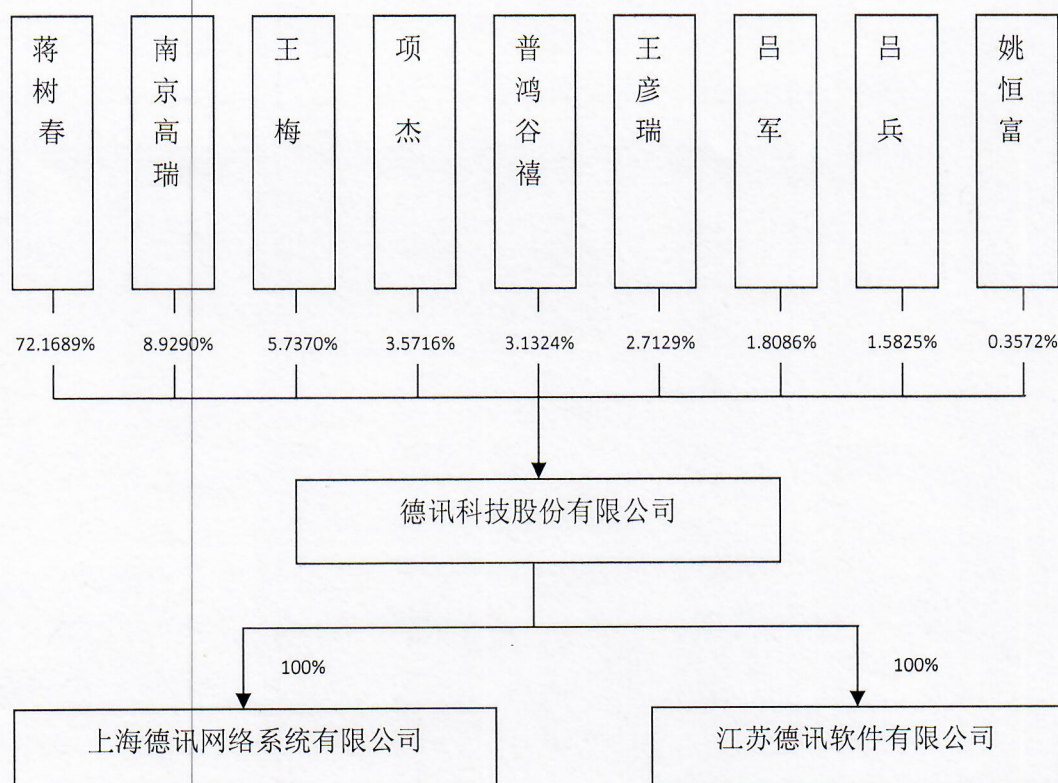 蒋树春
南京高瑞
王梅
项杰
普鸿谷禧
王彦瑞
吕军
吕兵
姚恒富
72.1689% 8.9290% 5.7370% 3.5716% 3.1324% 2.7129% 1.8086% 1.5825% 0.3572%
德讯科技股份有限公司
100% 100%
上海德讯网络系统有限公司 江苏德讯软件有限公司